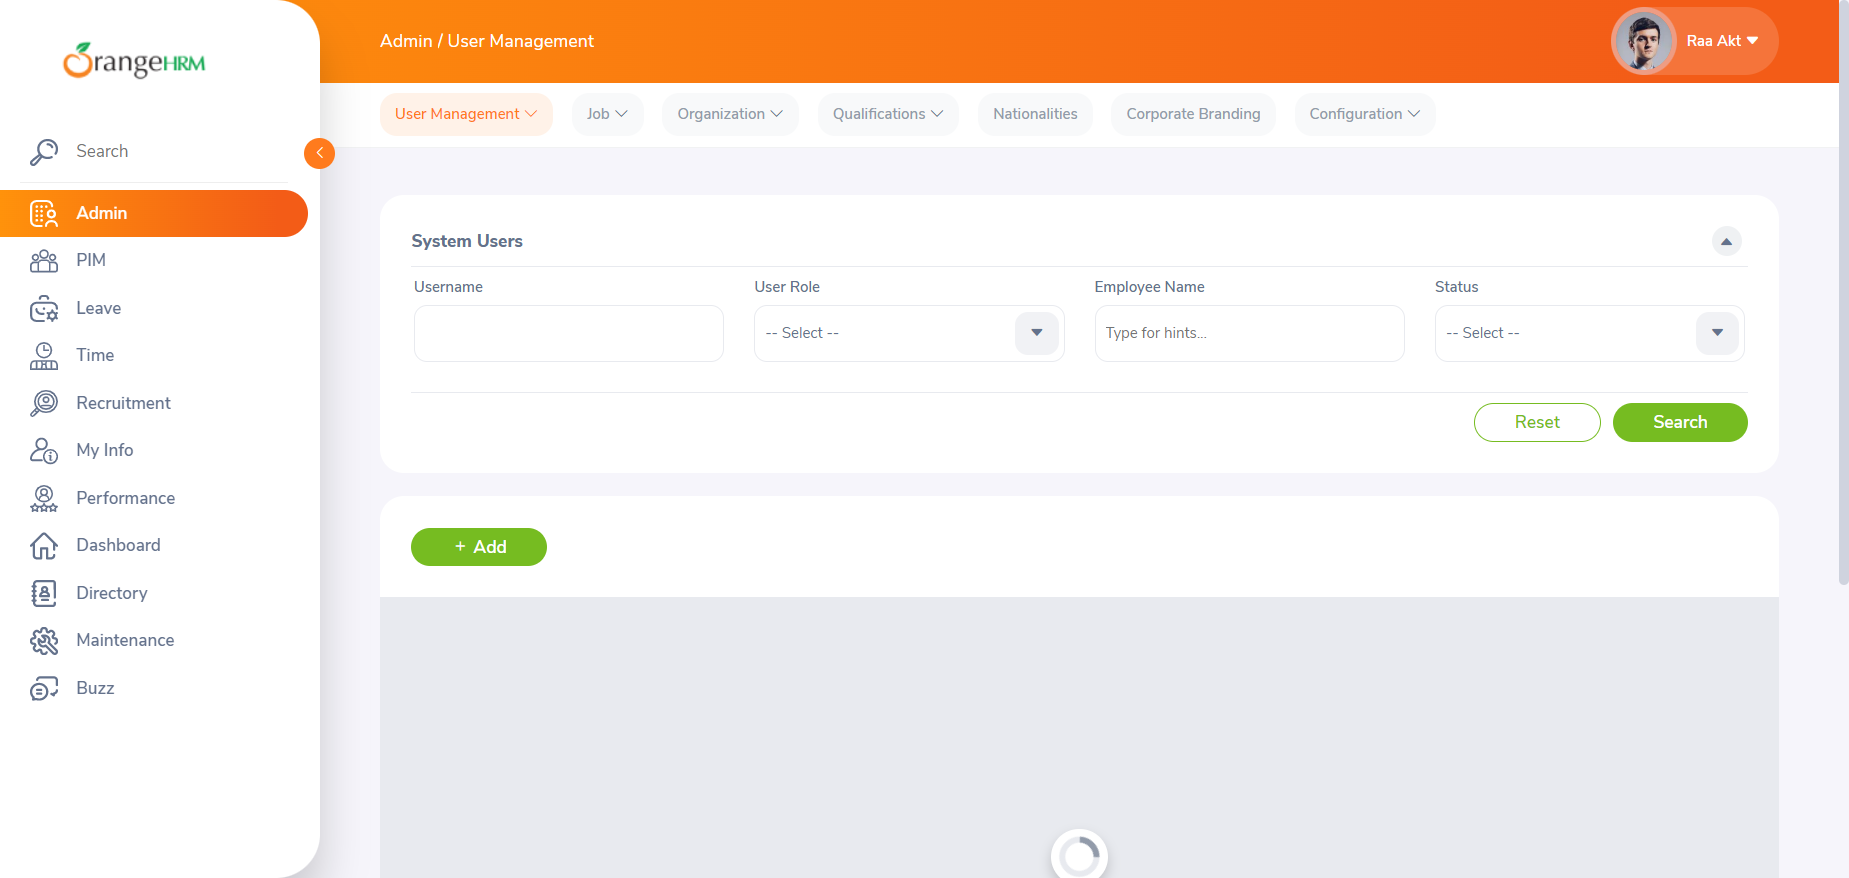 OrangeHRM
Admin / User Management
Raa Akt
Search
Admin
PIM
Leave
Time
Recruitment
My Info
Performance
Dashboard
Directory
Maintenance
Buzz
User Management
Job
Organization
Qualifications
Nationalities
Corporate Branding
Configuration
System Users
Username
User Role
Employee Name
Status
-- Select --
Type for hints...
-- Select --
Reset
Search
+ Add